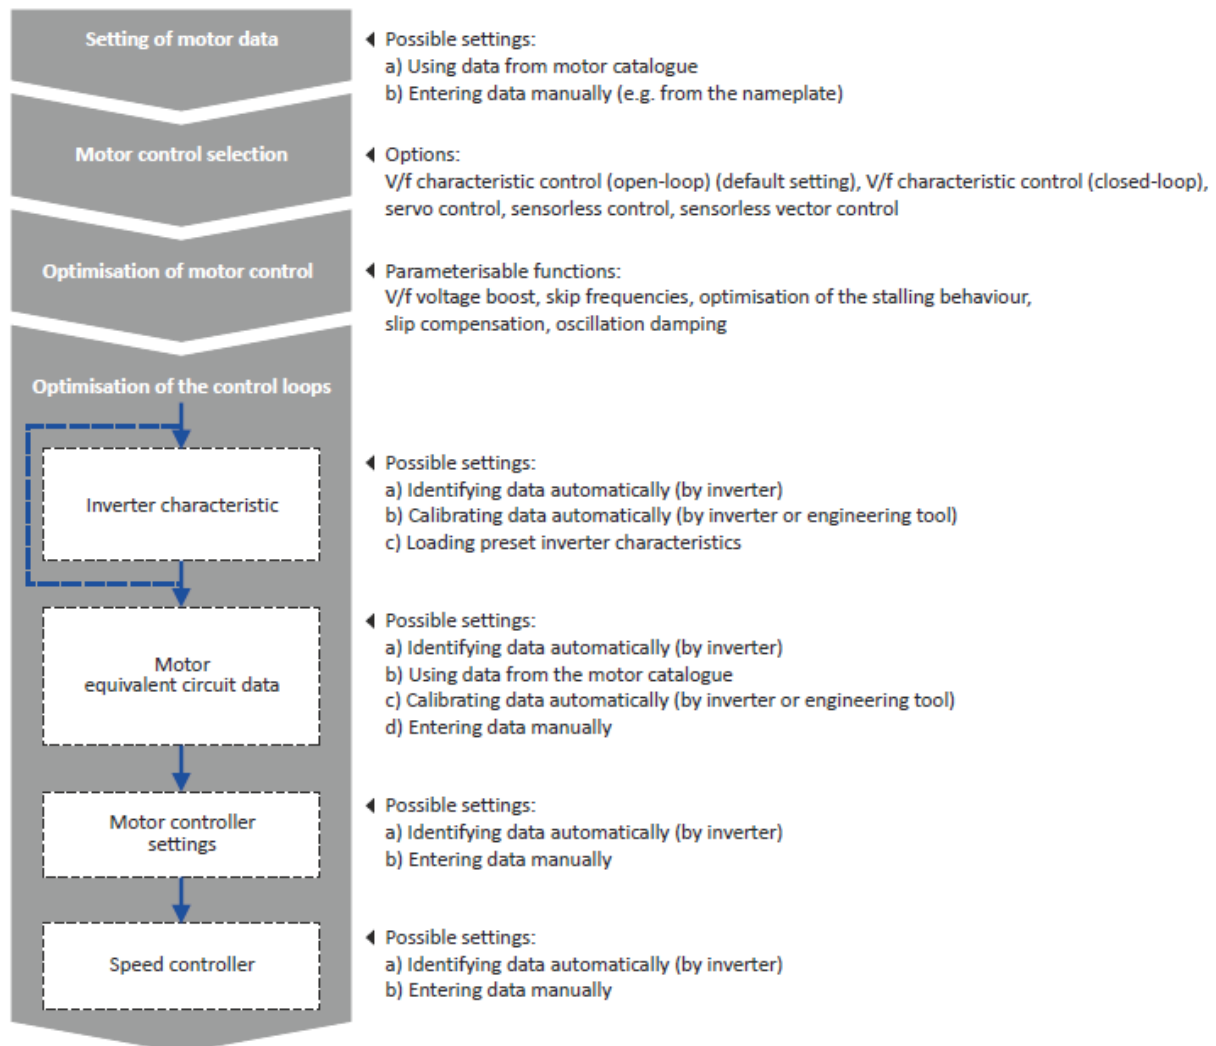 Setting of motor data
Possible settings:
a) Using data from motor catalogue
b) Entering data manually (e.g. from the nameplate)
Motor control selection
Options:
V/f characteristic control (open-loop) (default setting), V/f characteristic control (closed-loop),
servo control, sensorless control, sensorless vector control
Optimisation of motor control
Parameterisable functions:
V/f voltage boost, skip frequencies, optimisation of the stalling behaviour,
slip compensation, oscillation damping
Optimisation of the control loops
Inverter characteristic
Possible settings:
a) Identifying data automatically (by inverter)
b) Calibrating data automatically (by inverter or engineering tool)
c) Loading preset inverter characteristics
Motor
equivalent circuit data
Possible settings:
a) Identifying data automatically (by inverter)
b) Using data from the motor catalogue
c) Calibrating data automatically (by inverter or engineering tool)
d) Entering data manually
Motor controller
settings
Possible settings:
a) Identifying data automatically (by inverter)
b) Entering data manually
Speed controller
Possible settings:
a) Identifying data automatically (by inverter)
b) Entering data manually